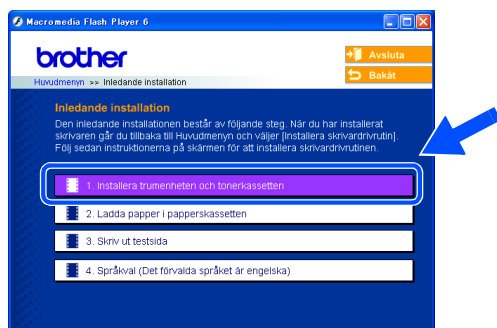 Macromedia Flash Player 6
brother
Avsluta
Huvudmenyn >> Inledande installation
Bakåt
Inledande installation
Den inledande installationen består av följande steg. När du har installerat
skrivaren går du tillbaka till Huvudmenyn och väljer [Installera skrivardrivrutin].
Följ sedan instruktionerna på skärmen för att installera skrivardrivrutinen.
1. Installera trumenheten och tonerkassetten
2. Ladda papper i papperskassetten
3. Skriv ut testsida
4. Språkval (Det förvalda språket är engelska)